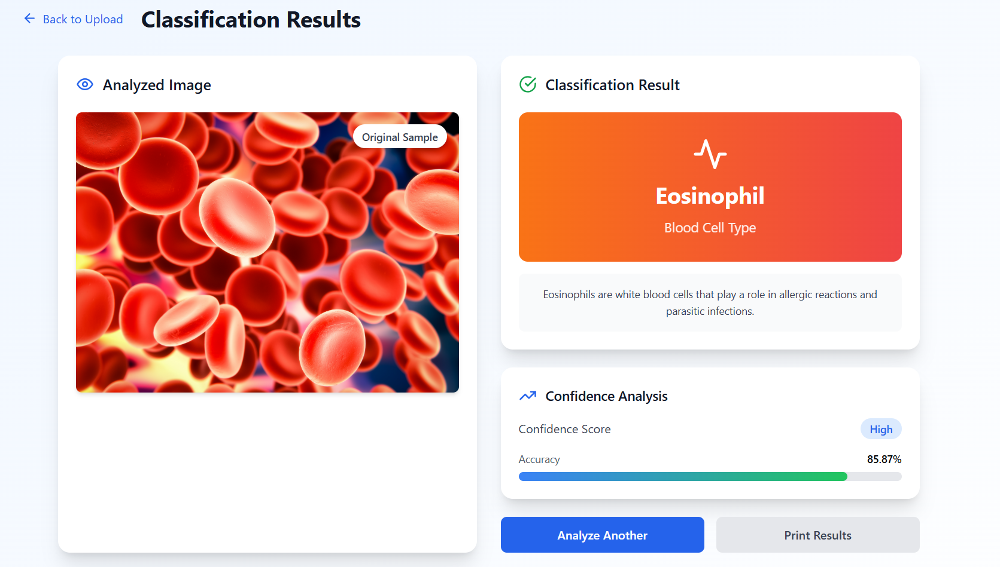 Back to Upload
Classification Results
Analyzed Image
Original Sample
Classification Result
Eosinophil
Blood Cell Type
Eosinophils are white blood cells that play a role in allergic reactions and
parasitic infections.
Confidence Analysis
Confidence Score
High
Accuracy
85.87%
Analyze Another
Print Results